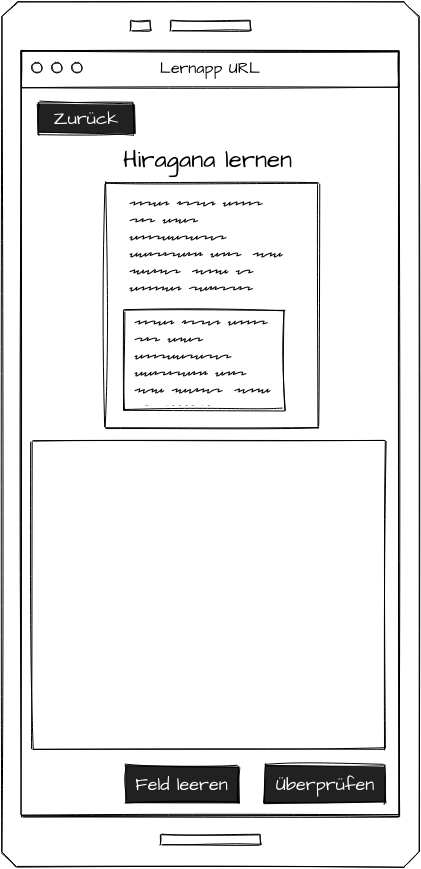 Lernapp URL
Zurück
Hiragana lernen
Feld leeren
Überprüfen